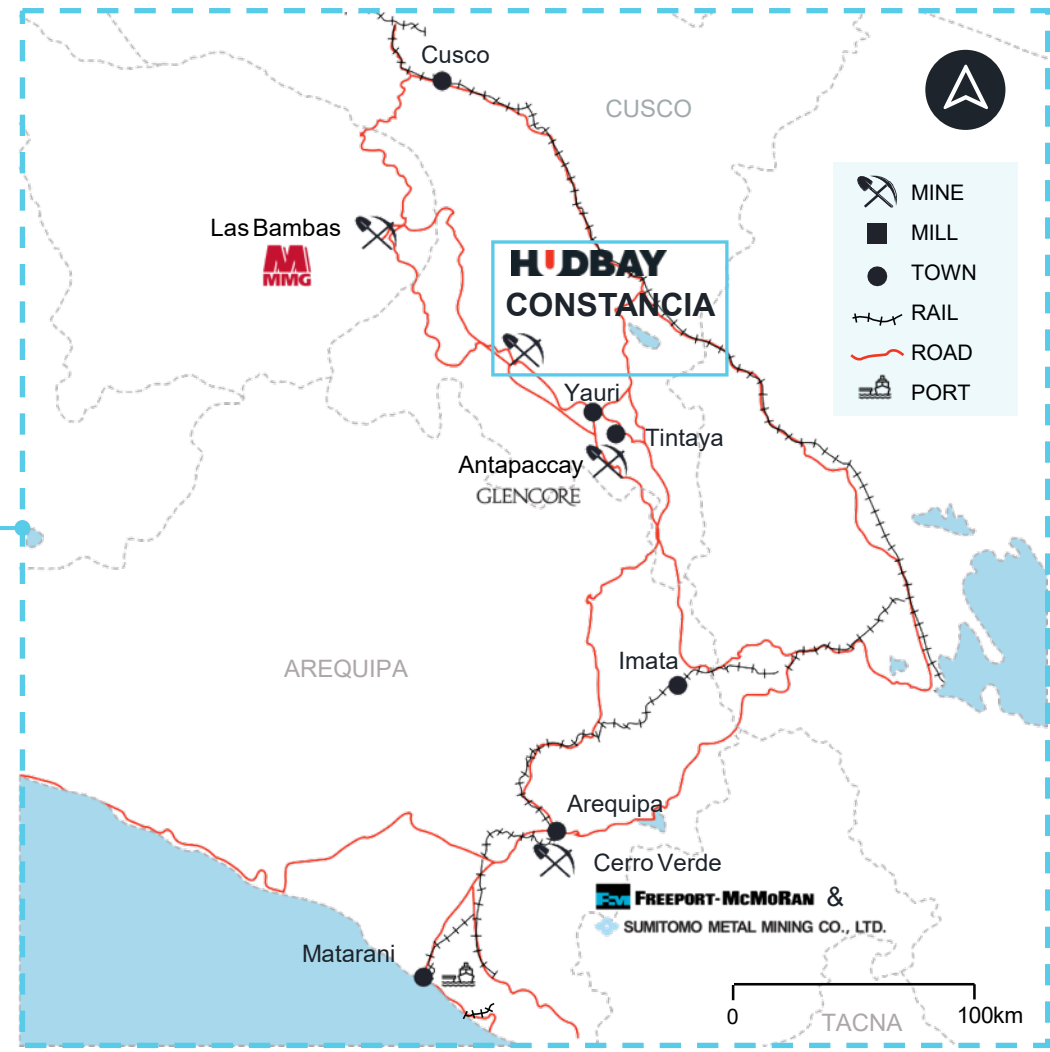 Cusco
CUSCO
MINE
Las Bambas
MILL
MMG
HUDBAY
TOWN
CONSTANCIA
RAIL
ROAD
Yauri
PORT
Tintaya
Antapaccay
GLENCORE
Imata
AREQUIPA
Arequipa
Cerro Verde
FCX FREEPORT-McMoRAN &
SUMITOMO METAL MINING CO., LTD.
Matarani
0 100km
TACNA